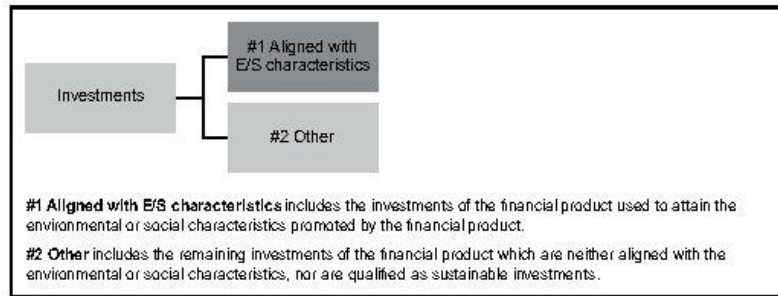 #1 Aligned with
E/S characteristics
Investments
#2 Other
#1 Aligned with E/S characteristics includes the investments of the financial product used to attain the
environmental or social characteristics promoted by the financial product.
#2 Other includes the remaining investments of the financial product which are neither aligned with the
environmental or social characteristics, nor are qualified as sustainable investments.